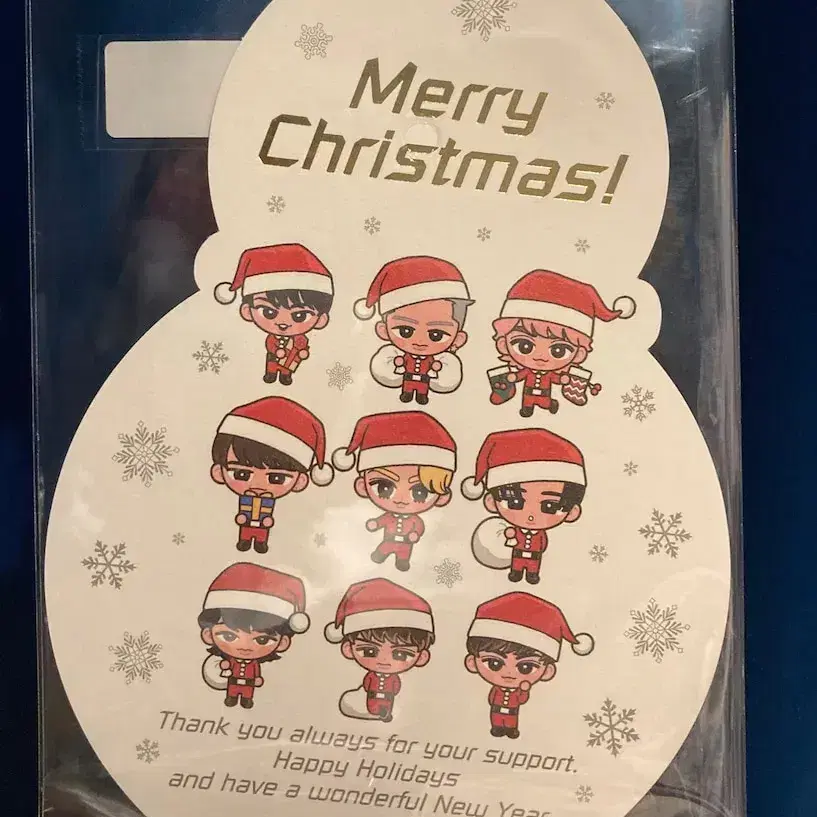 Merry
Christmas!
Thank you always for your support.
Happy Holidays
and have a wonderful New Year